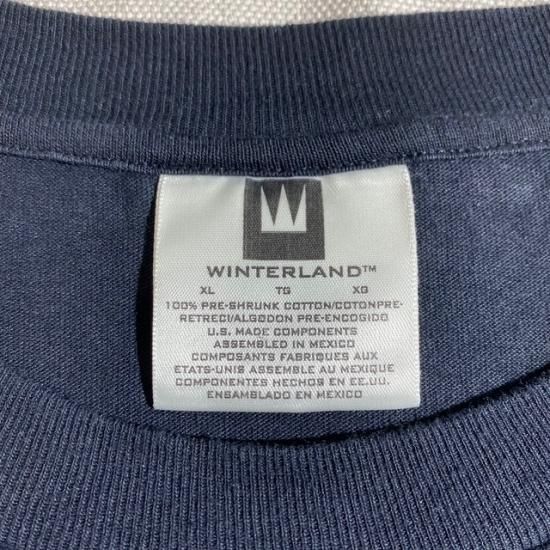 W
WINTERLAND™
XL TG XG
100% PRE-SHRUNK COTTON/COTONPRE-
RETRECI/ALGODON PRE-ENCOGIDO
U.S. MADE COMPONENTS
ASSEMBLED IN MEXICO
COMPOSANTS FABRIQUES AUX
ETATS-UNIS ASSEMBLE AU MEXIQUE
COMPONENTES HECHOS EN EE.UU.
ENSAMBLADO EN MEXICO